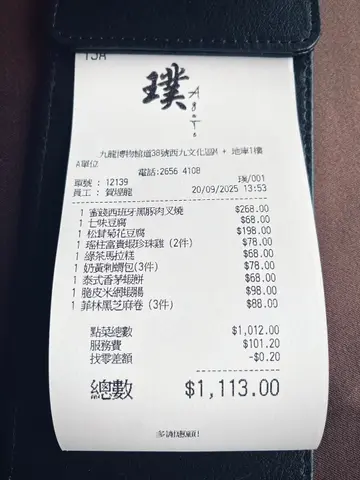 13A
璞
Agate
九龍博物館道38號西九文化區M + 地庫1樓
A單位
電話:2656 4108
單號 : 12139
璞/001
員工 : 賀煜龍
20/09/2025 13:53
1 蜜餞西班牙黑豚肉叉燒 $268.00
1 七味豆腐 $68.00
1 松茸菊花豆腐 $198.00
1 瑤柱富貴蝦珍珠雞 (2件) $78.00
1 綠茶馬拉糕 $68.00
1 奶黃刺蝟包(3件) $78.00
1 泰式香茅蝦餅 $68.00
1 脆皮米網蝦腸 $98.00
1 菲林黑芝麻卷 (3件) $88.00
點菜總數 $1,012.00
服務費 $101.20
找零差額 -$0.20
總數 $1,113.00
多謝惠顧!